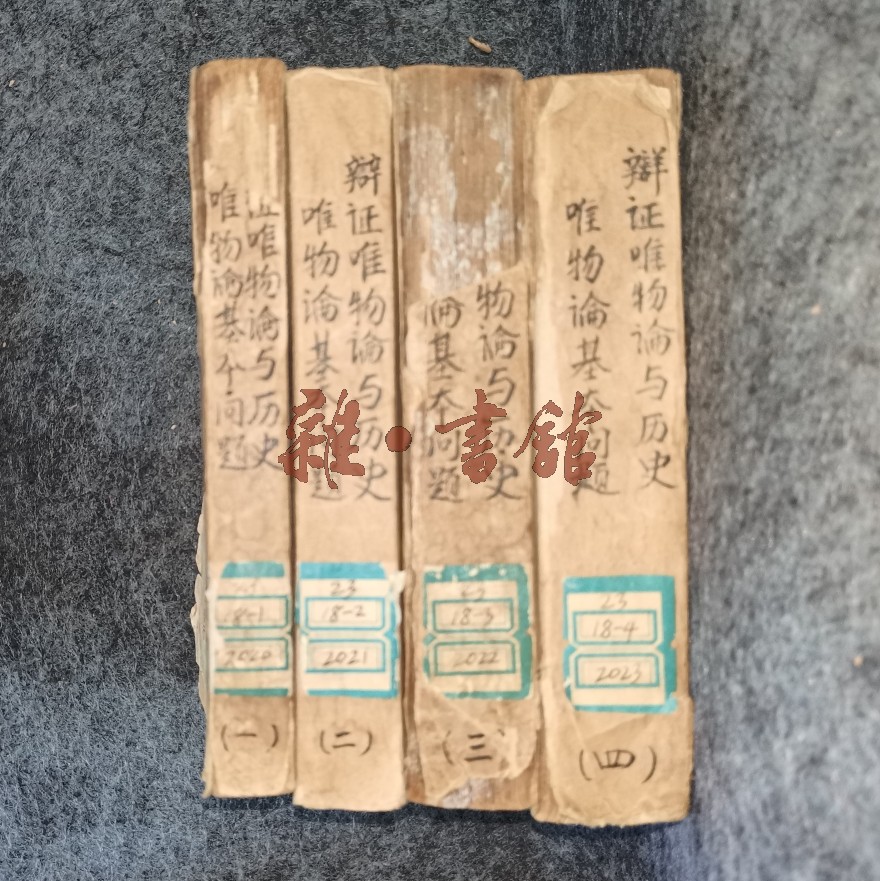 证唯物论与历史
唯物论基本问题
18-1
2020
(一)
辩证唯物论与历史
唯物论基本问题
23
18-2
2021
(二)
物论与历史
论基本问题
23
18-3
2022
(三)
辩证唯物论与历史
唯物论基本问题
23
18-4
2023
(四)
雜·書館